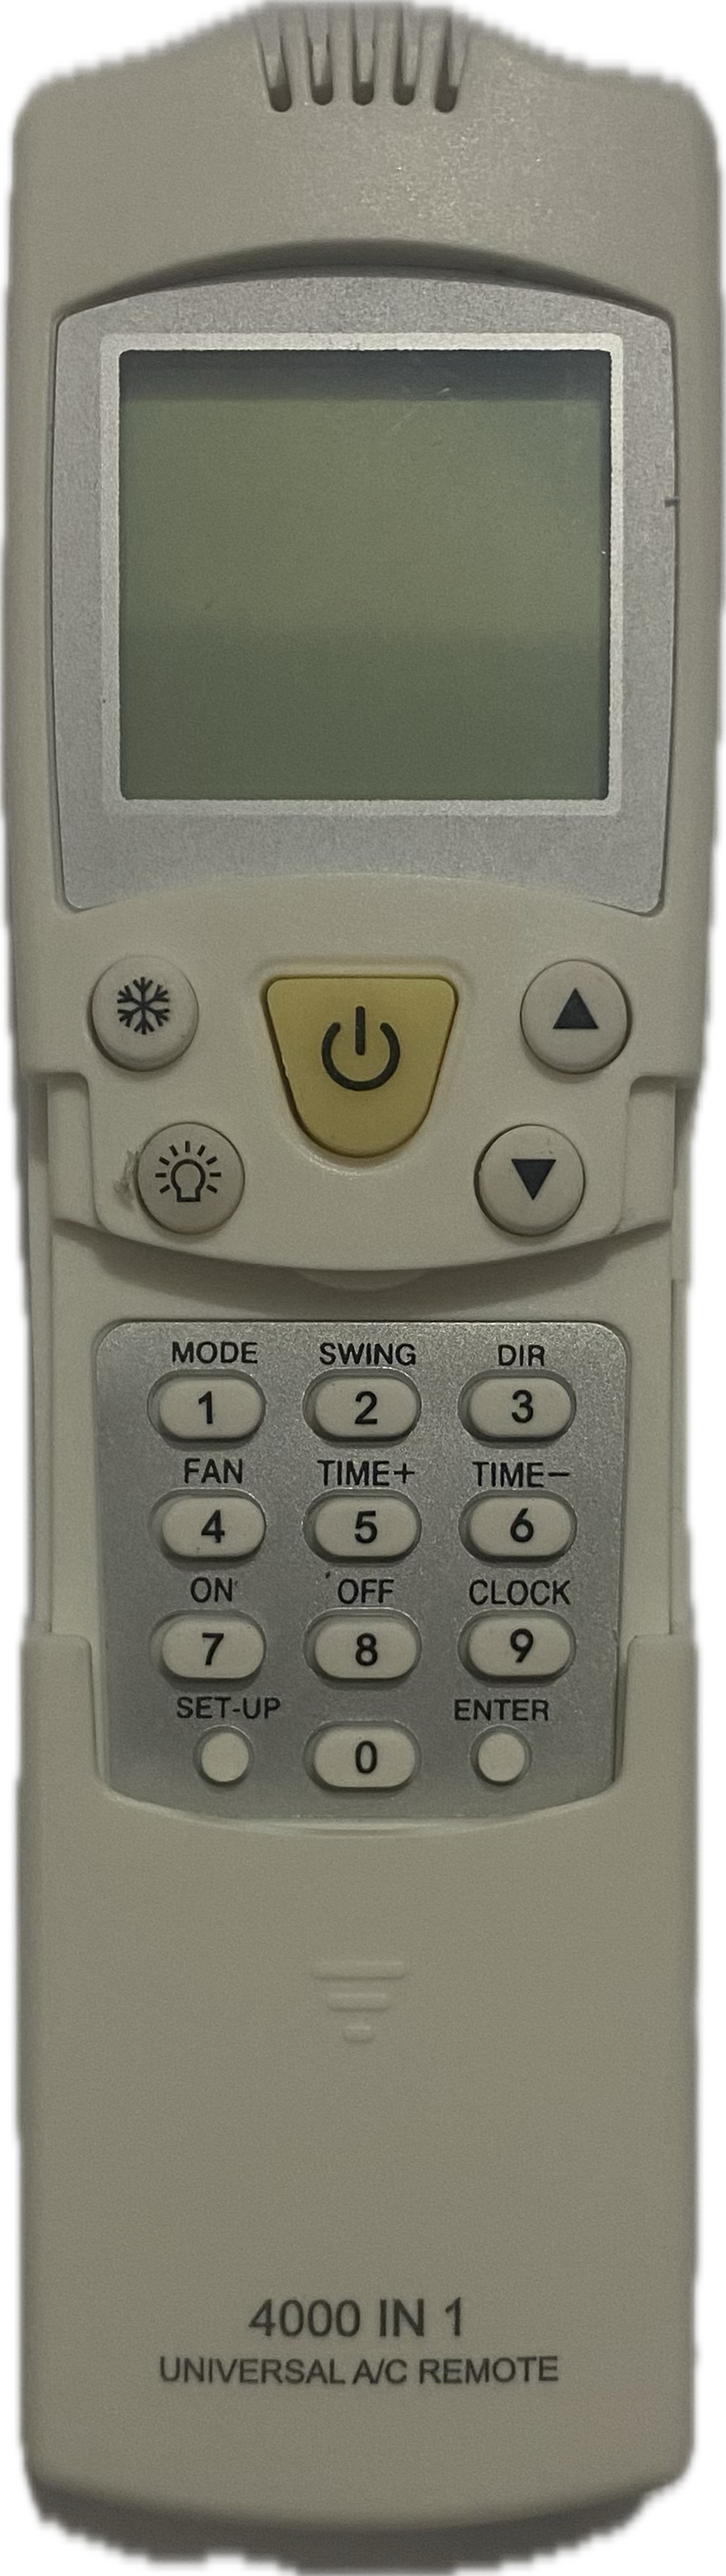 MODE SWING DIR
1 2 3
FAN TIME+ TIME−
4 5 6
ON OFF CLOCK
7 8 9
SET-UP ENTER
0
4000 IN 1
UNIVERSAL A/C REMOTE